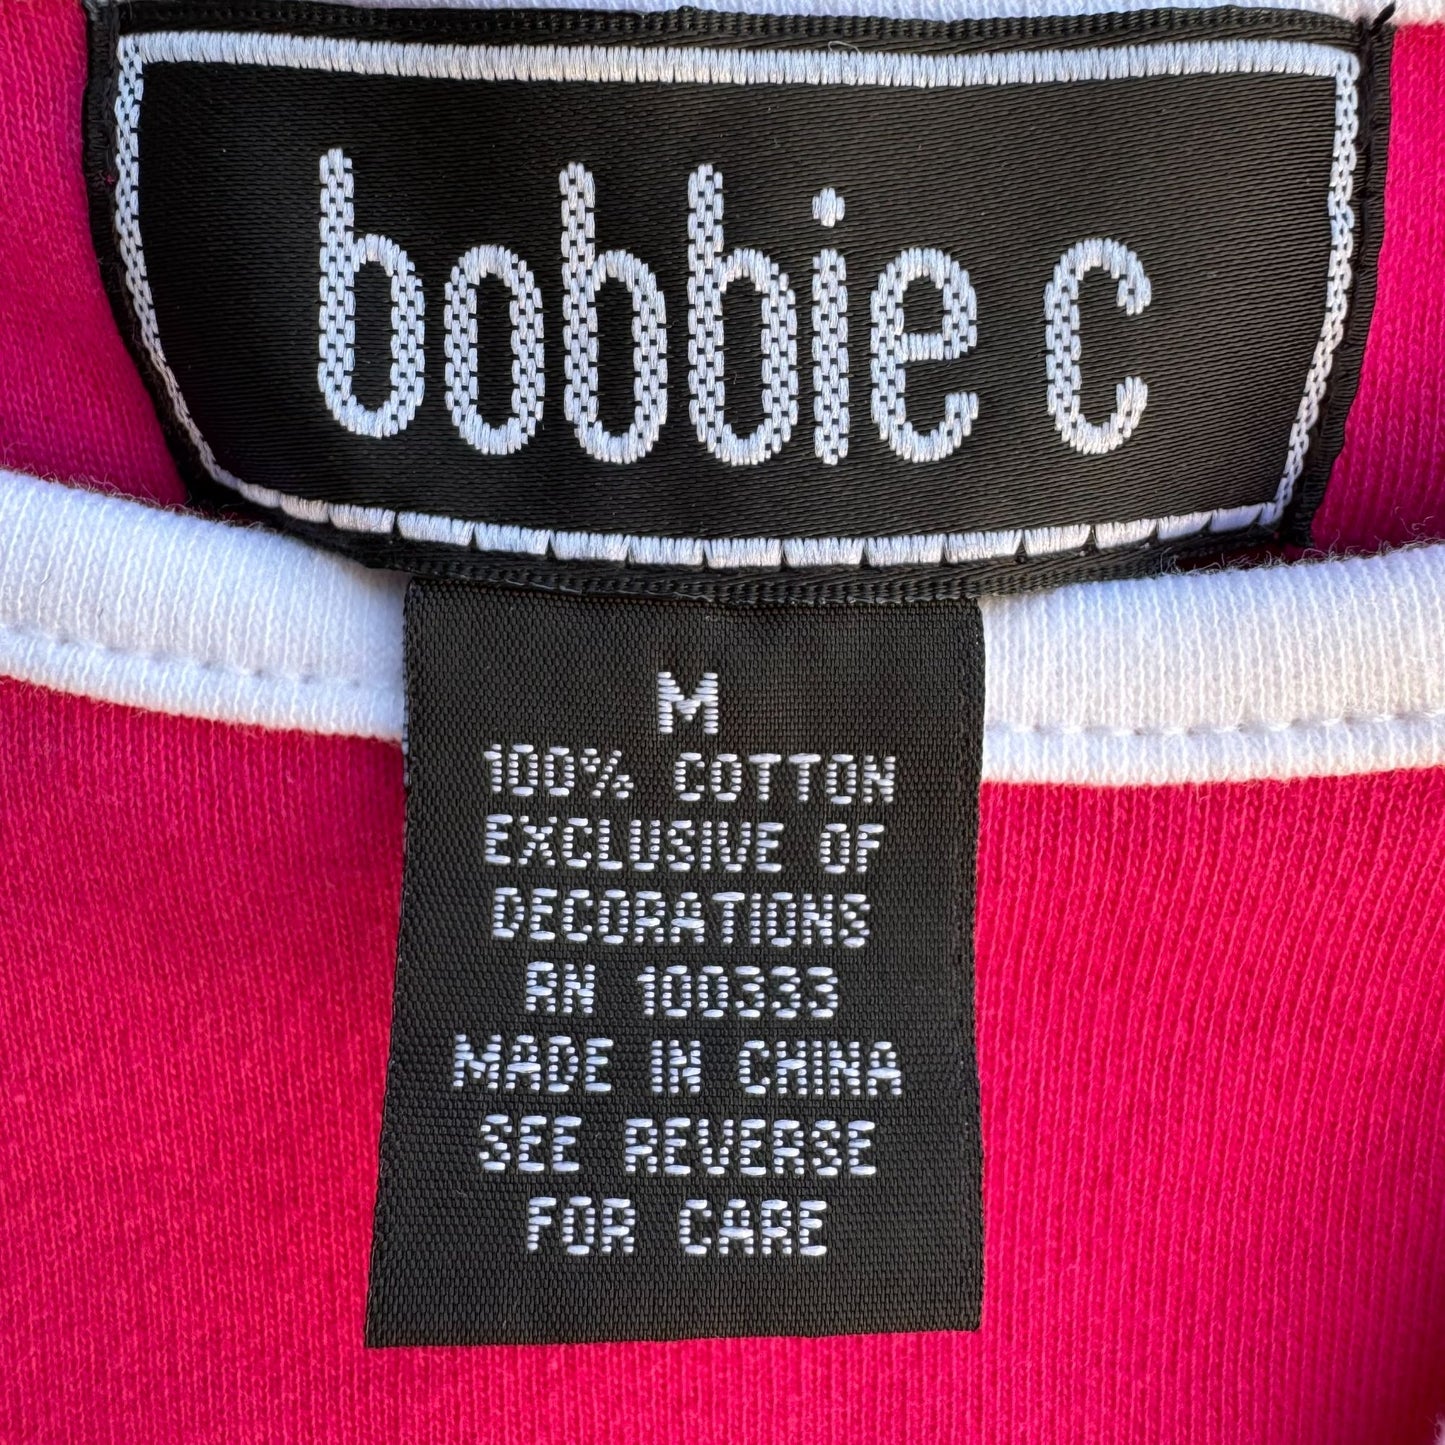 bobbie c
M
100% COTTON
EXCLUSIVE OF
DECORATIONS
RN 100333
MADE IN CHINA
SEE REVERSE
FOR CARE